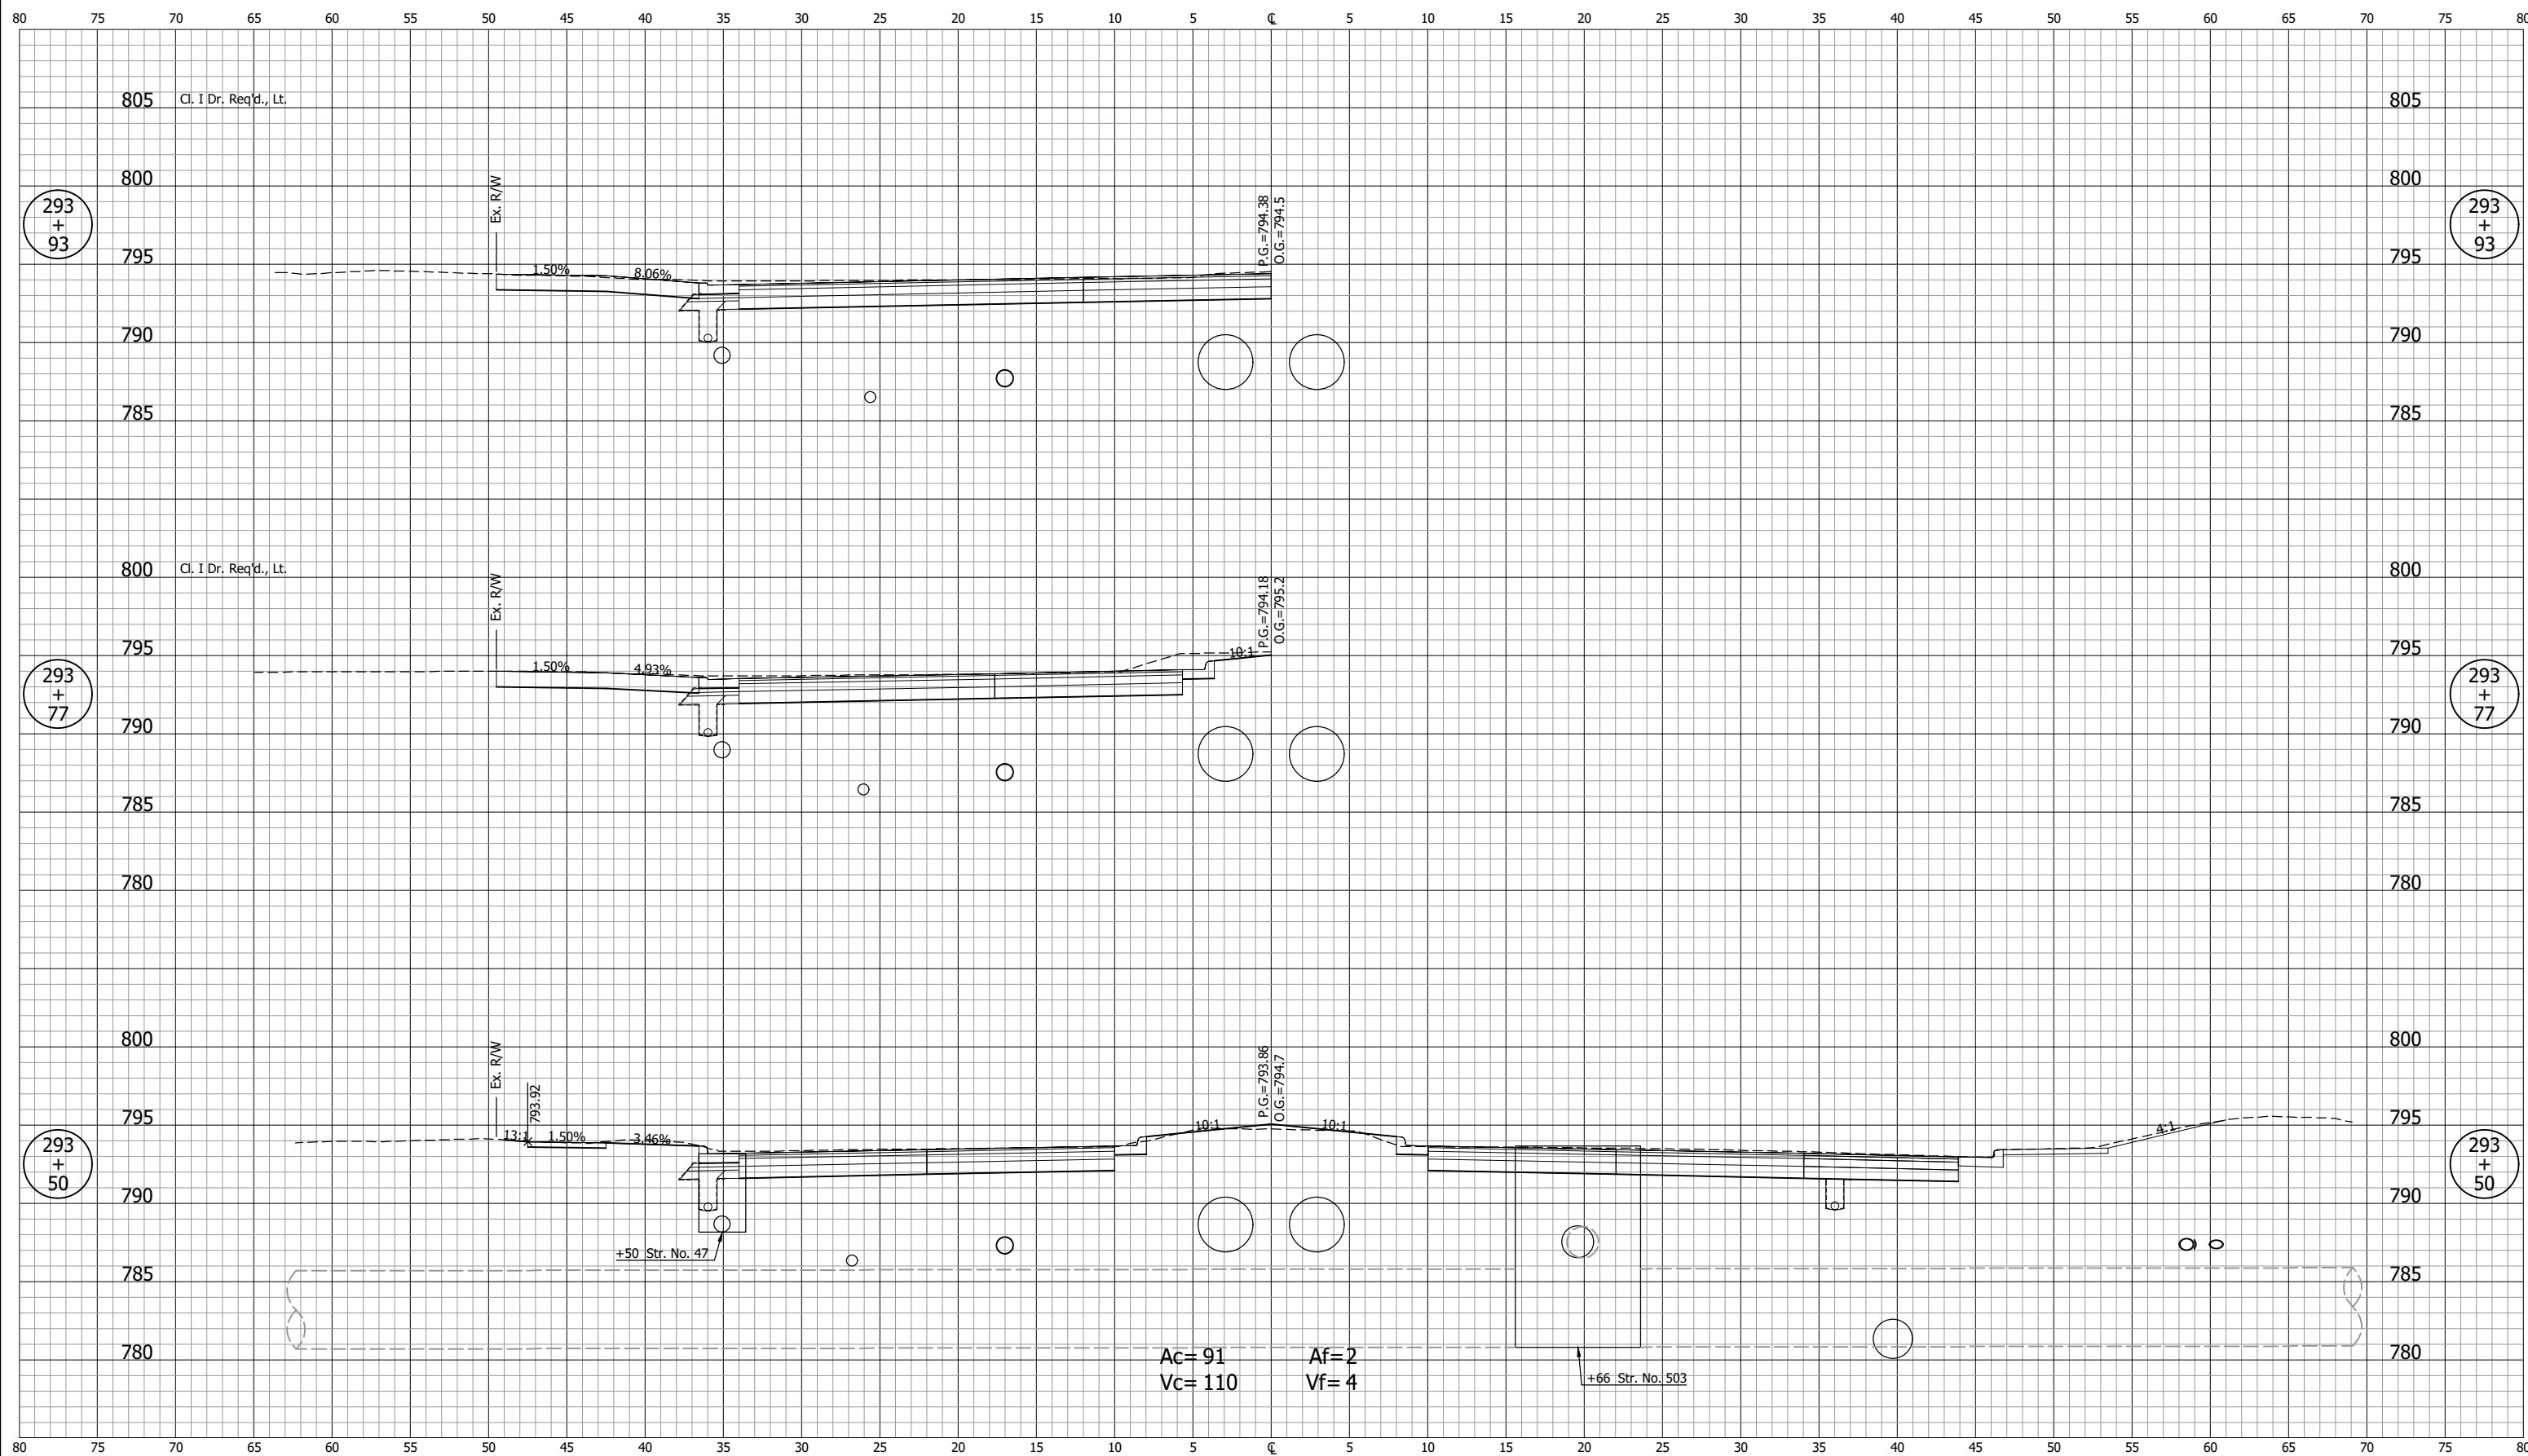 80 75 70 65 60 55 50 45 40 35 30 25 20 15 10 5 ℄ 5 10 15 20 25 30 35 40 45 50 55 60 65 70 75 80
805 Cl. I Dr. Req'd., Lt. 805
800 Ex. R/W 800
293
+
93
P.G.=794.38
O.G.=794.5
293
+
93
795 1.50% 8.06% 795
790 790
785 785
800 Cl. I Dr. Req'd., Lt. 800
Ex. R/W
P.G.=794.18
O.G.=795.2
795 1.50% 4.93% 10:1 795
293
+
77
293
+
77
790 790
785 785
780 780
800 800
Ex. R/W
793.92
P.G.=793.86
O.G.=794.7
795 13:1 1.50% 3.46% 10:1 10:1 4:1 795
293
+
50
293
+
50
790 790
+50 Str. No. 47
785 785
780 Ac= 91 Af=2 780
Vc= 110 Vf= 4
+66 Str. No. 503
80 75 70 65 60 55 50 45 40 35 30 25 20 15 10 5 ℄ 5 10 15 20 25 30 35 40 45 50 55 60 65 70 75 80